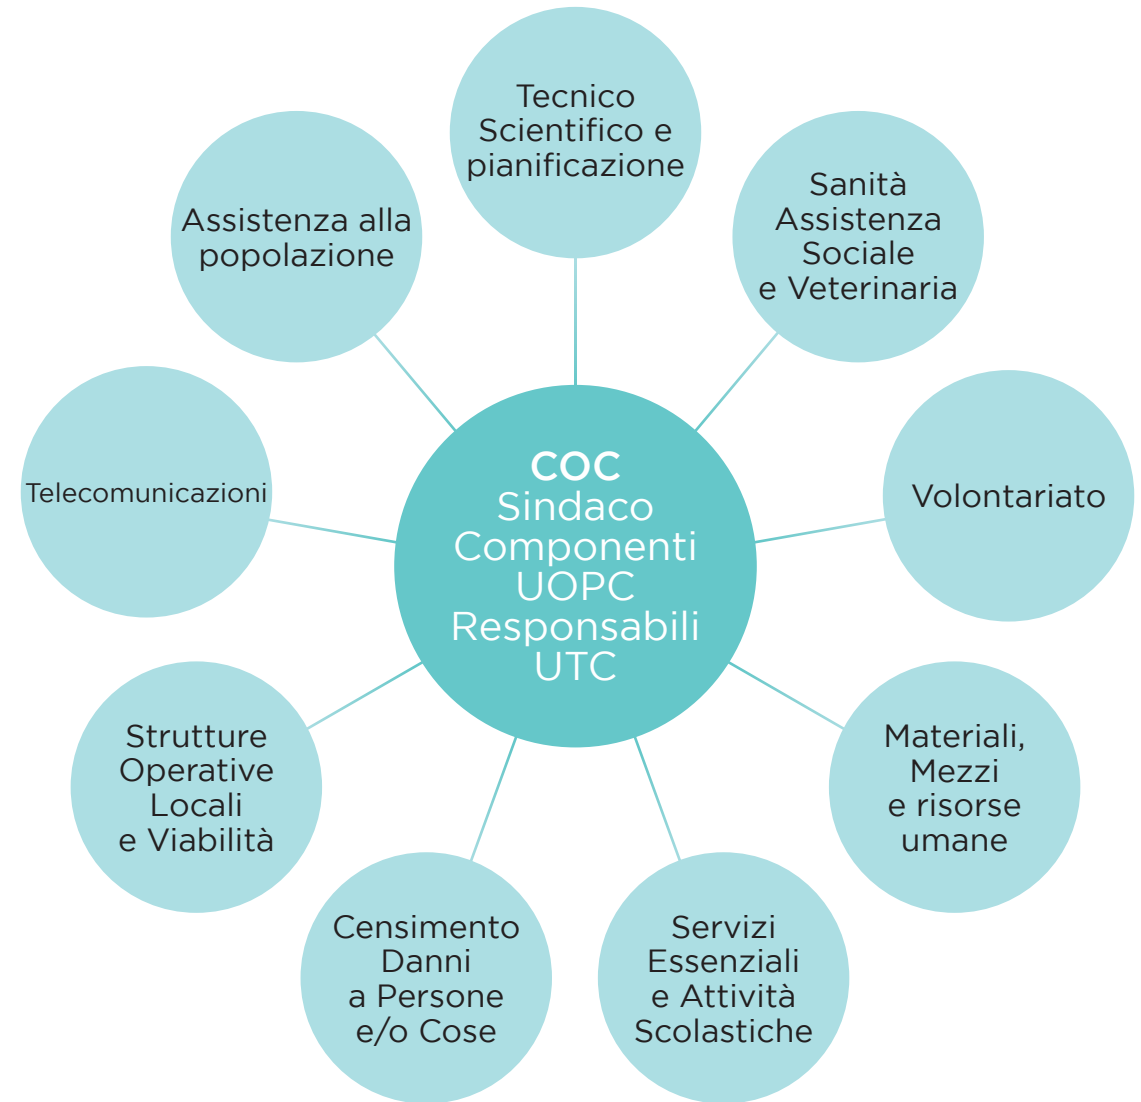 Tecnico
Scientifico e
pianificazione
Sanità
Assistenza
Sociale
e Veterinaria
Volontariato
Materiali,
Mezzi
e risorse
umane
Servizi
Essenziali
e Attività
Scolastiche
Censimento
Danni
a Persone
e/o Cose
Strutture
Operative
Locali
e Viabilità
Telecomunicazioni
Assistenza alla
popolazione
COC
Sindaco
Componenti
UOPC
Responsabili
UTC